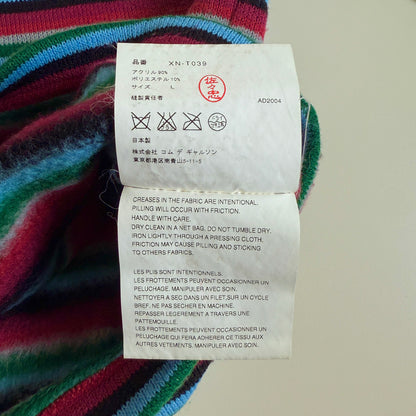 品番 XN-T039
アクリル 90%
ポリエステル 10%
サイズ L
縫製責任者
佐々忠
AD2004
日本製
株式会社 コム デ ギャルソン
東京都港区南青山5-11-5
CREASES IN THE FABRIC ARE INTENTIONAL.
PILLING WILL OCCUR WITH FRICTION.
HANDLE WITH CARE.
DRY CLEAN IN A NET BAG. DO NOT TUMBLE DRY.
IRON LIGHTLY THROUGH A PRESSING CLOTH.
FRICTION MAY CAUSE PILLING AND STICKING
TO OTHERS FABRICS.
LES PLIS SONT INTENTIONNELS.
LES FROTTEMENTS PEUVENT OCCASIONNER UN
PELUCHAGE. MANIPULER AVEC SOIN.
NETTOYER A SEC DANS UN FILET, SUR UN CYCLE
BREF. NE PAS SECHER EN MACHINE.
REPASSER LEGEREMENT A TRAVERS UNE
PATTEMOUILLE.
LES FROTTEMENTS PEUVENT OCCASIONNER UN
PELUCHAGE QUI FERA ADHERER CE TISSU AUX
AUTRES VETEMENTS. MANIPULER AVEC SOIN.